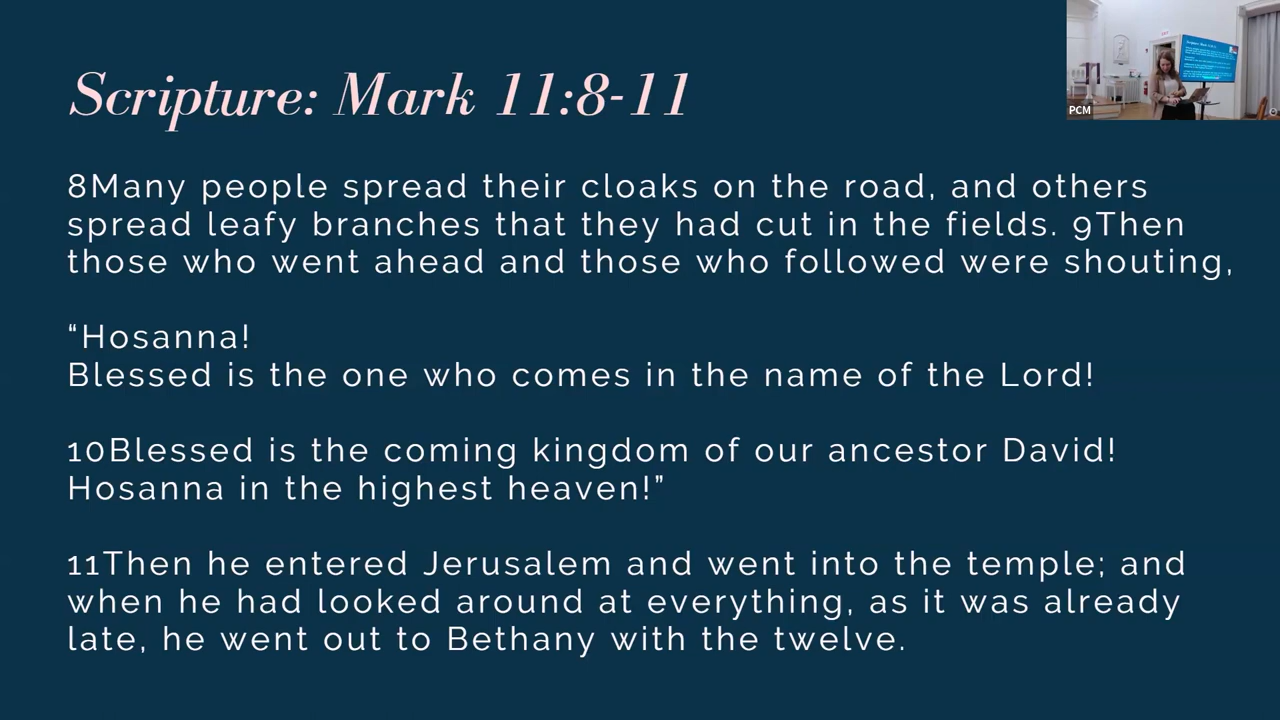 Scripture: Mark 11:8-11
PCM
8Many people spread their cloaks on the road, and others
spread leafy branches that they had cut in the fields. 9Then
those who went ahead and those who followed were shouting,
“Hosanna!
Blessed is the one who comes in the name of the Lord!
10Blessed is the coming kingdom of our ancestor David!
Hosanna in the highest heaven!”
11Then he entered Jerusalem and went into the temple; and
when he had looked around at everything, as it was already
late, he went out to Bethany with the twelve.